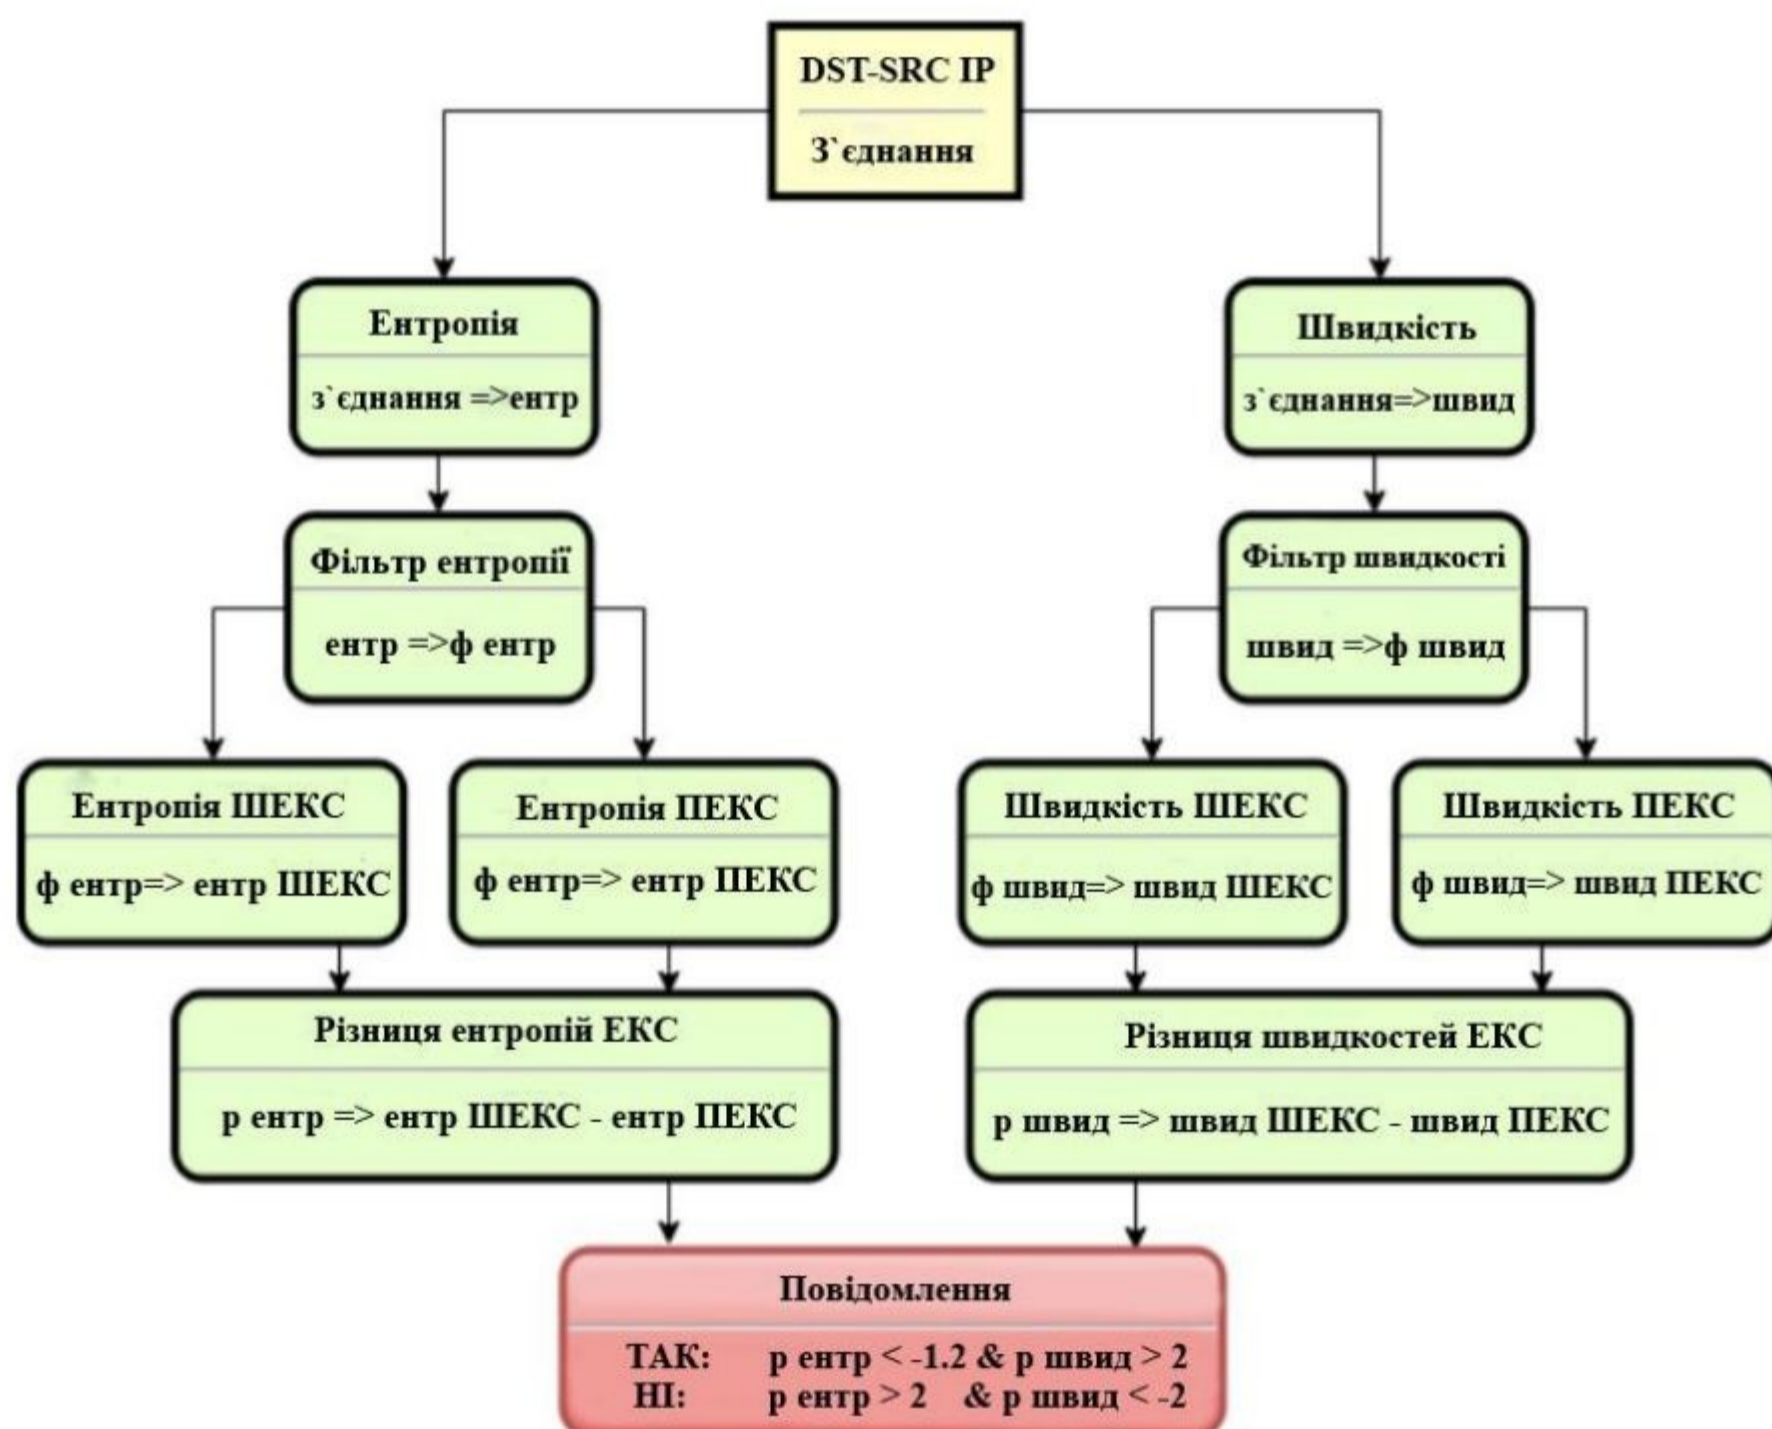 DST-SRC IP
З`єднання
Ентропія
з`єднання =>ентр
Швидкість
з`єднання=>швид
Фільтр ентропії
ентр =>ф ентр
Фільтр швидкості
швид =>ф швид
Ентропія ШЕКС
ф ентр=> ентр ШЕКС
Ентропія ПЕКС
ф ентр=> ентр ПЕКС
Швидкість ШЕКС
ф швид=> швид ШЕКС
Швидкість ПЕКС
ф швид=> швид ПЕКС
Різниця ентропій ЕКС
р ентр => ентр ШЕКС - ентр ПЕКС
Різниця швидкостей ЕКС
р швид => швид ШЕКС - швид ПЕКС
Повідомлення
ТАК: р ентр < -1.2 & р швид > 2
НІ: р ентр > 2 & р швид < -2